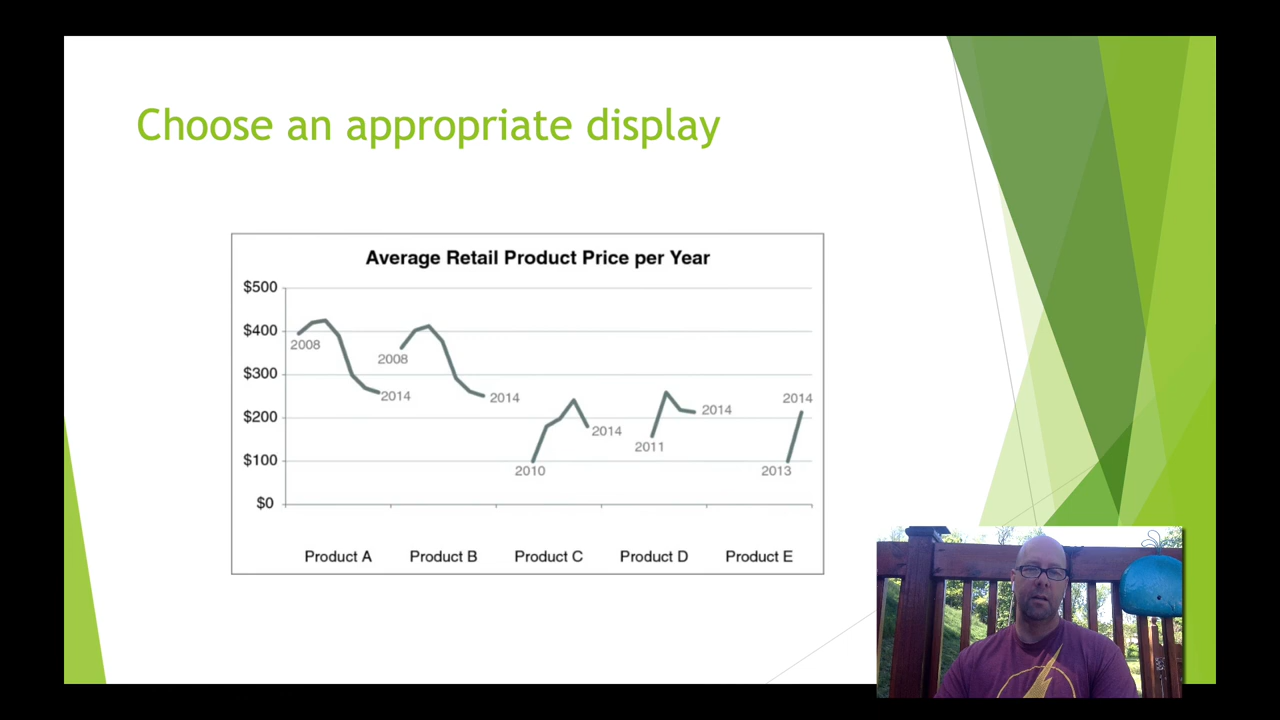 Choose an appropriate display
Average Retail Product Price per Year
$500
$400
$300
$200
$100
$0
2008
2014
2008
2014
2010
2014
2011
2014
2013
2014
Product A
Product B
Product C
Product D
Product E